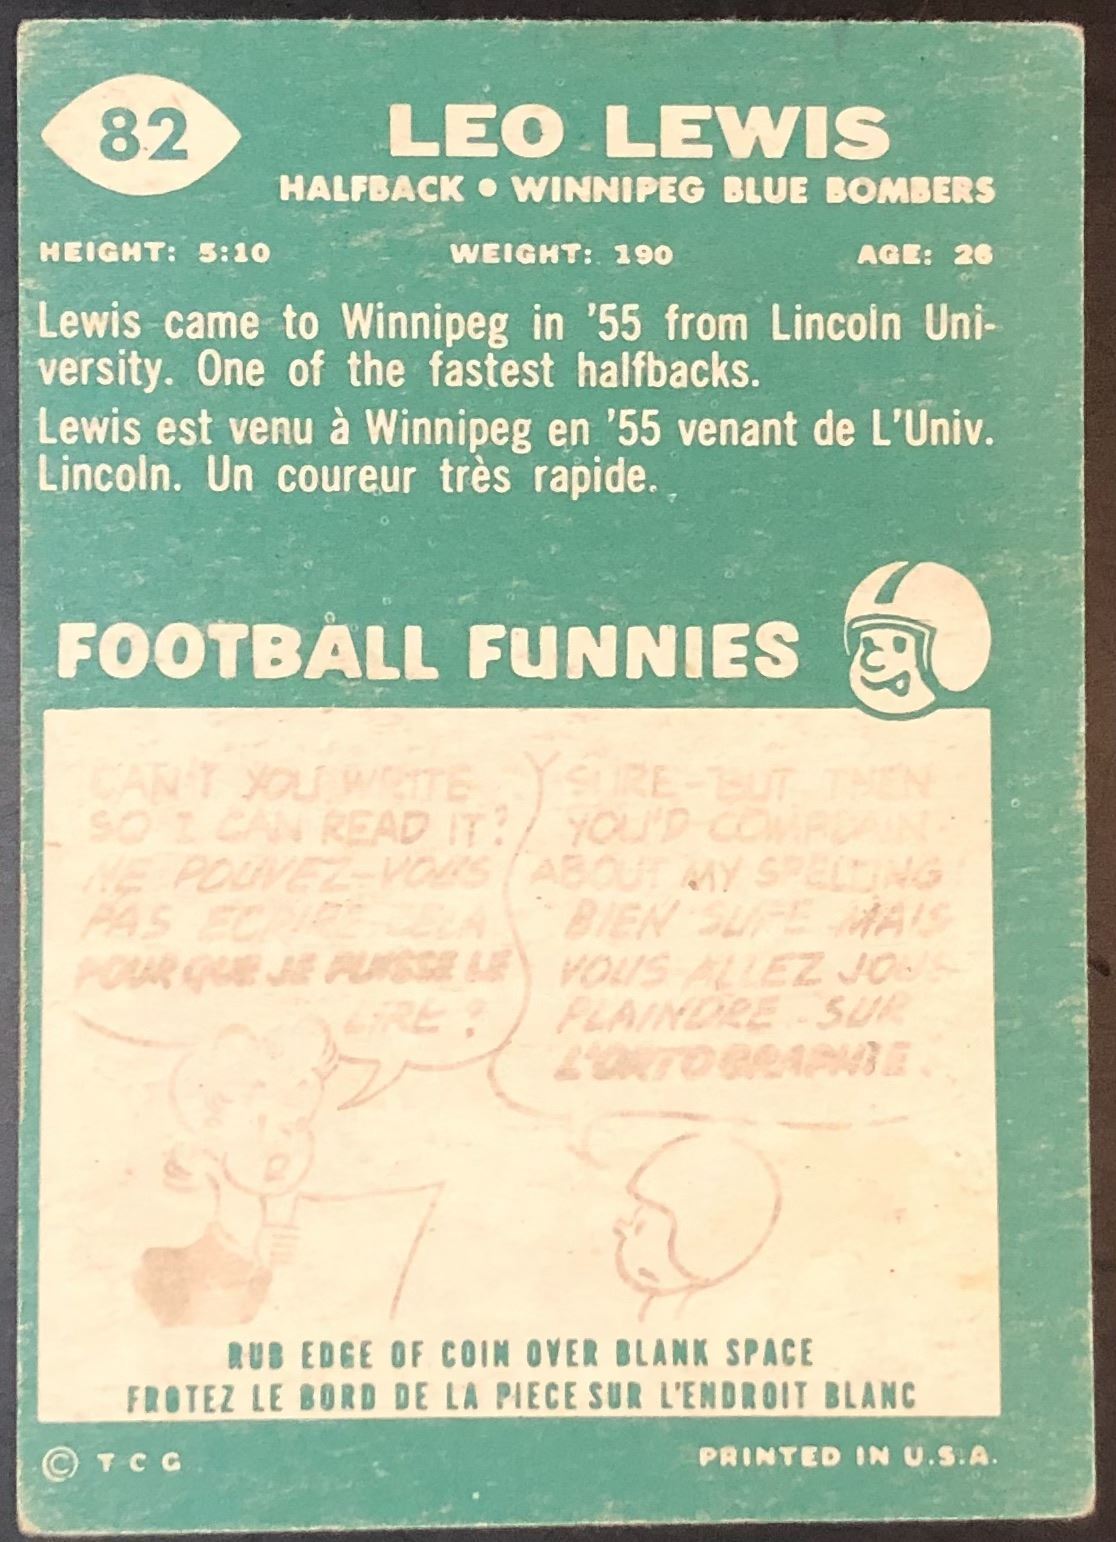 82
LEO LEWIS
HALFBACK • WINNIPEG BLUE BOMBERS
HEIGHT: 5:10 WEIGHT: 190 AGE: 26
Lewis came to Winnipeg in '55 from Lincoln Uni-
versity. One of the fastest halfbacks.
Lewis est venu à Winnipeg en '55 venant de L'Univ.
Lincoln. Un coureur très rapide.
FOOTBALL FUNNIES
CAN'T YOU WRITE
SO I CAN READ IT?
NE POUVEZ-VOUS
PAS ECRIRE CELA
POUR QUE JE PUISSE LE
LIRE ?
SURE-BUT THEN
YOU'D COMPLAIN
ABOUT MY SPELLING!
BIEN SURE MAIS
VOUS ALLEZ
PLAINDRE SUR
L'ORTOGRAPHIE.
RUB EDGE OF COIN OVER BLANK SPACE
FROTEZ LE BORD DE LA PIECE SUR L'ENDROIT BLANC
© T C G
PRINTED IN U.S.A.